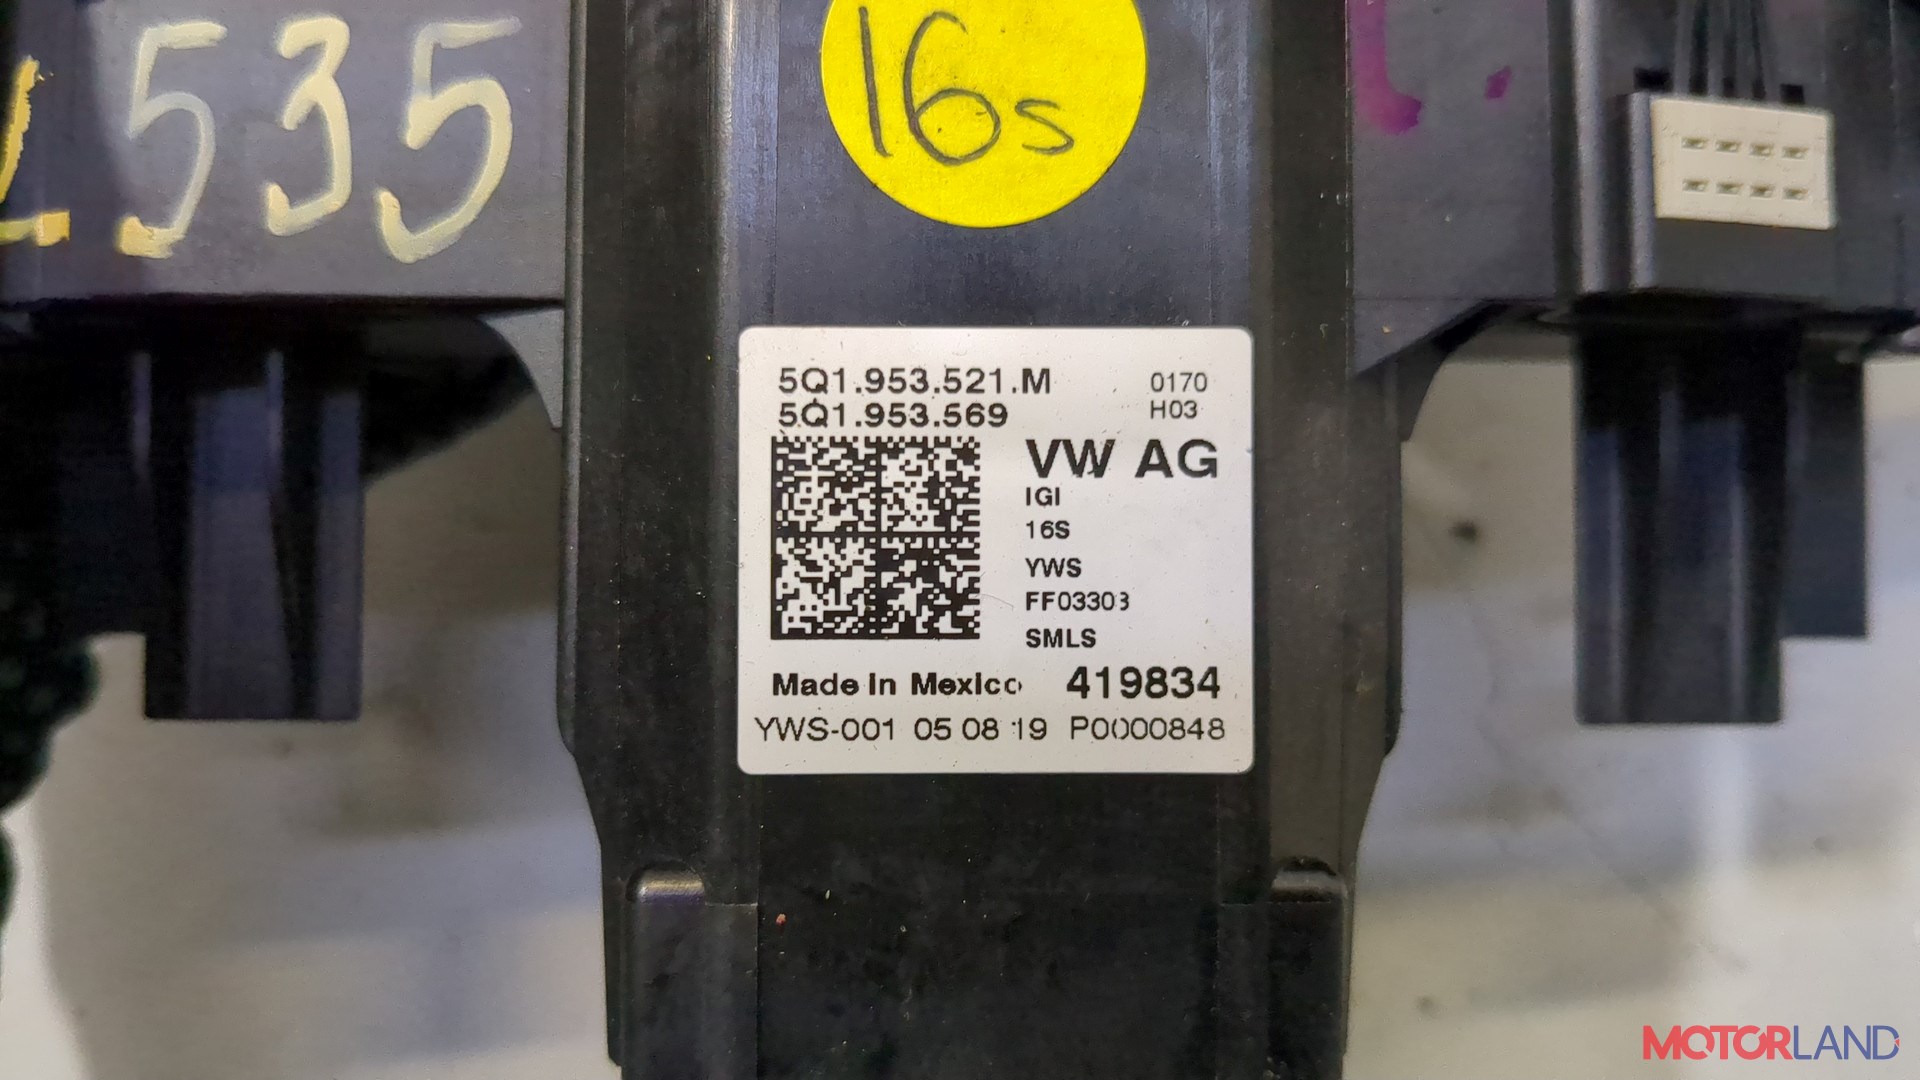 535
16s
5Q1.953.521.M
0170
5Q1.953.569
H03
VW AG
IGI
16S
YWS
FF03303
SMLS
Made in Mexico 419834
YWS-001 05 08 19 P0000848
MOTORLAND